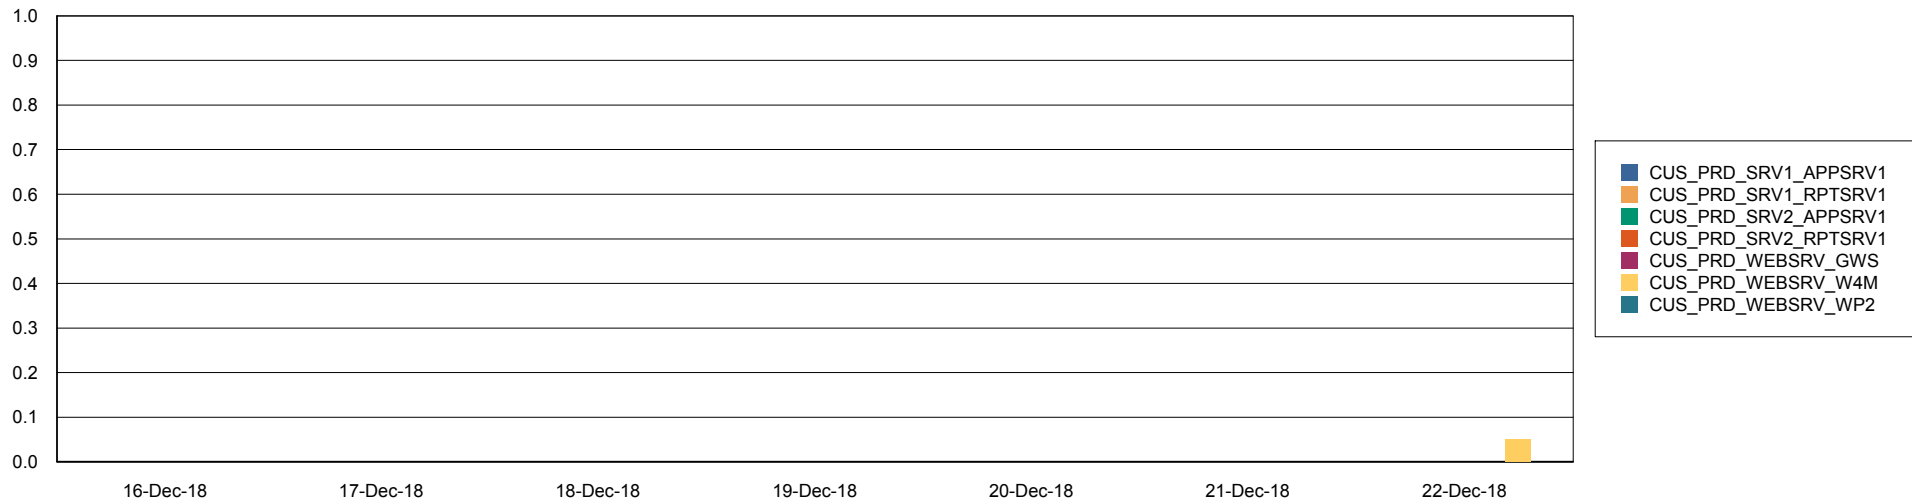 1.0
0.9
0.8
0.7
0.6
0.5
0.4
0.3
0.2
0.1
0.0
16-Dec-18 17-Dec-18 18-Dec-18 19-Dec-18 20-Dec-18 21-Dec-18 22-Dec-18
CUS_PRD_SRV1_APPSRV1
CUS_PRD_SRV1_RPTSRV1
CUS_PRD_SRV2_APPSRV1
CUS_PRD_SRV2_RPTSRV1
CUS_PRD_WEBSRV_GWS
CUS_PRD_WEBSRV_W4M
CUS_PRD_WEBSRV_WP2